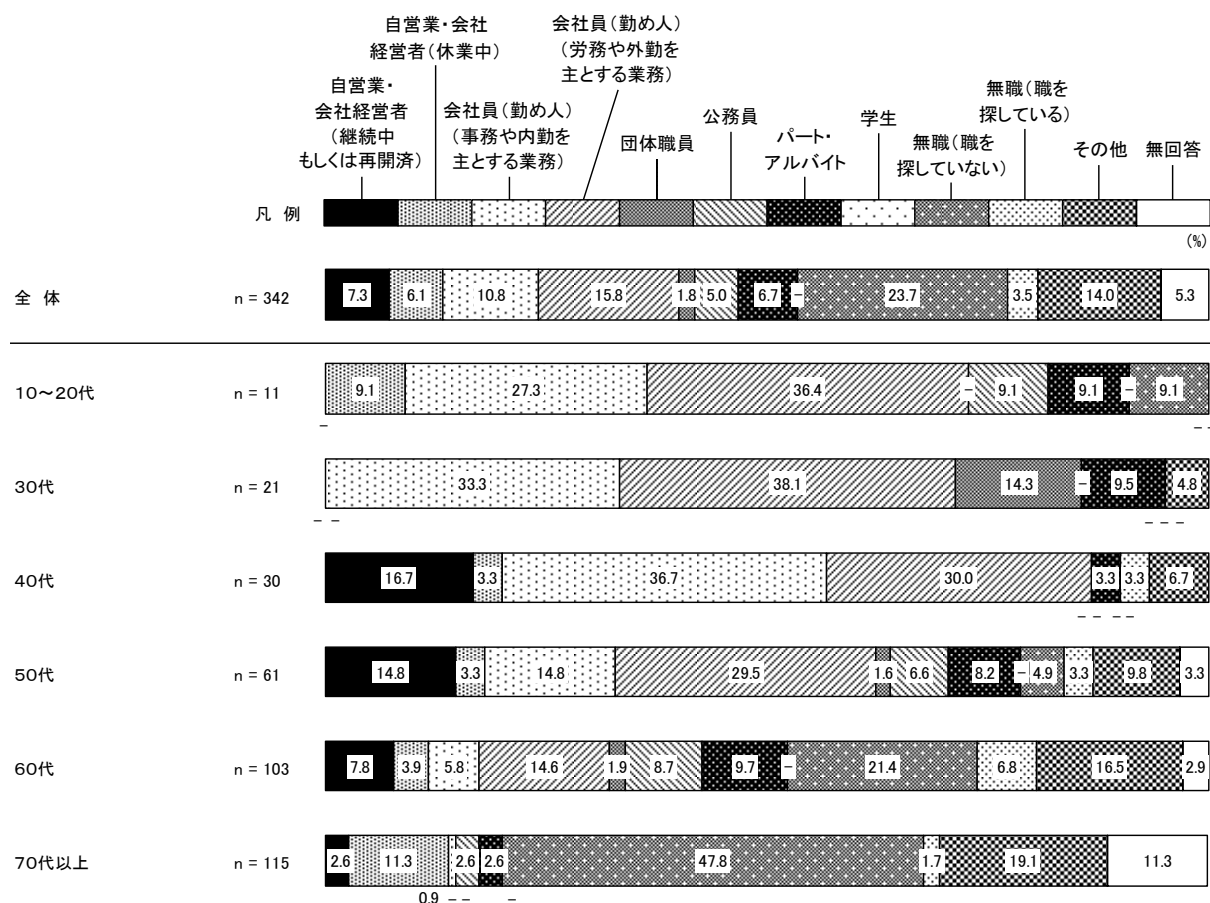 自営業・会社
経営者(休業中)
会社員(勤め人)
(労務や外勤を
主とする業務)
自営業・
会社経営者
(継続中
もしくは再開済)
会社員(勤め人)
(事務や内勤を
主とする業務)
団体職員
公務員
パート・
アルバイト
学生
無職(職を
探していない)
無職(職を
探している)
その他
無回答
凡 例
(%)
全 体 n = 342 7.3 6.1 10.8 15.8 1.8 5.0 6.7 - 23.7 3.5 14.0 5.3
10~20代 n = 11 9.1 27.3 36.4 - 9.1 9.1 - 9.1
- - -
30代 n = 21 33.3 38.1 14.3 - 9.5 4.8
- - - - -
40代 n = 30 16.7 3.3 36.7 30.0 3.3 3.3 6.7
- - - -
50代 n = 61 14.8 3.3 14.8 29.5 1.6 6.6 8.2 - 4.9 3.3 9.8 3.3
60代 n = 103 7.8 3.9 5.8 14.6 1.9 8.7 9.7 - 21.4 6.8 16.5 2.9
70代以上 n = 115 2.6 11.3 2.6 2.6 47.8 1.7 19.1 11.3
0.9 - - -